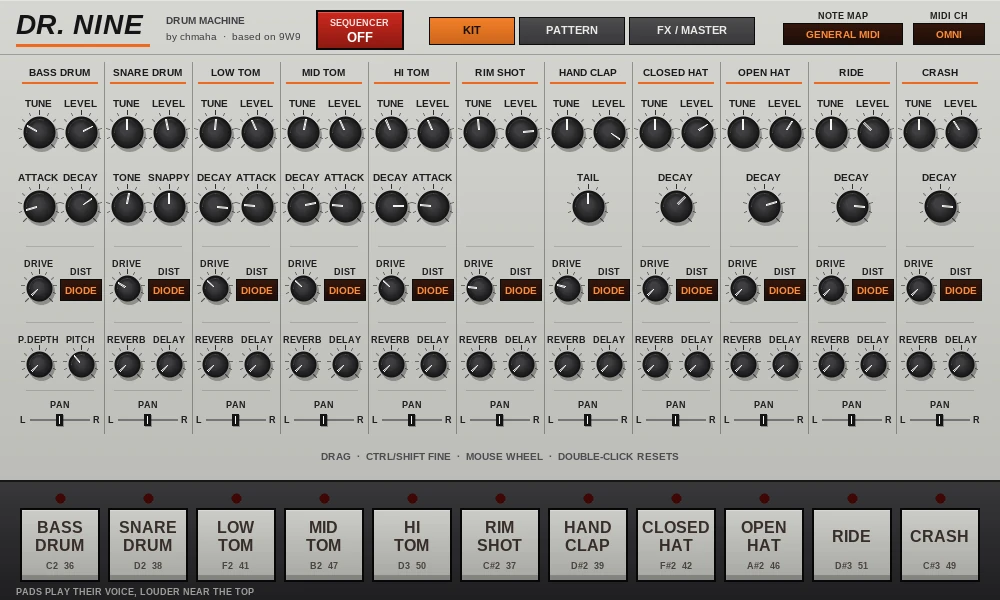 DR. NINE
DRUM MACHINE
by chmaha · based on 9W9
SEQUENCER
OFF
KIT PATTERN FX / MASTER
NOTE MAP MIDI CH
GENERAL MIDI OMNI
BASS DRUM SNARE DRUM LOW TOM MID TOM HI TOM RIM SHOT HAND CLAP CLOSED HAT OPEN HAT RIDE CRASH
TUNE LEVEL TUNE LEVEL TUNE LEVEL TUNE LEVEL TUNE LEVEL TUNE LEVEL TUNE LEVEL TUNE LEVEL TUNE LEVEL TUNE LEVEL TUNE LEVEL
ATTACK DECAY TONE SNAPPY DECAY ATTACK DECAY ATTACK DECAY ATTACK TAIL DECAY DECAY DECAY DECAY
DRIVE DIST DRIVE DIST DRIVE DIST DRIVE DIST DRIVE DIST DRIVE DIST DRIVE DIST DRIVE DIST DRIVE DIST DRIVE DIST DRIVE DIST
DIODE DIODE DIODE DIODE DIODE DIODE DIODE DIODE DIODE DIODE DIODE
P.DEPTH PITCH REVERB DELAY REVERB DELAY REVERB DELAY REVERB DELAY REVERB DELAY REVERB DELAY REVERB DELAY REVERB DELAY REVERB DELAY REVERB DELAY
PAN PAN PAN PAN PAN PAN PAN PAN PAN PAN PAN
L R L R L R L R L R L R L R L R L R L R L R
DRAG · CTRL/SHIFT FINE · MOUSE WHEEL · DOUBLE-CLICK RESETS
BASS DRUM
C2 36
SNARE DRUM
D2 38
LOW TOM
F2 41
MID TOM
B2 47
HI TOM
D3 50
RIM SHOT
C#2 37
HAND CLAP
D#2 39
CLOSED HAT
F#2 42
OPEN HAT
A#2 46
RIDE
D#3 51
CRASH
C#3 49
PADS PLAY THEIR VOICE, LOUDER NEAR THE TOP